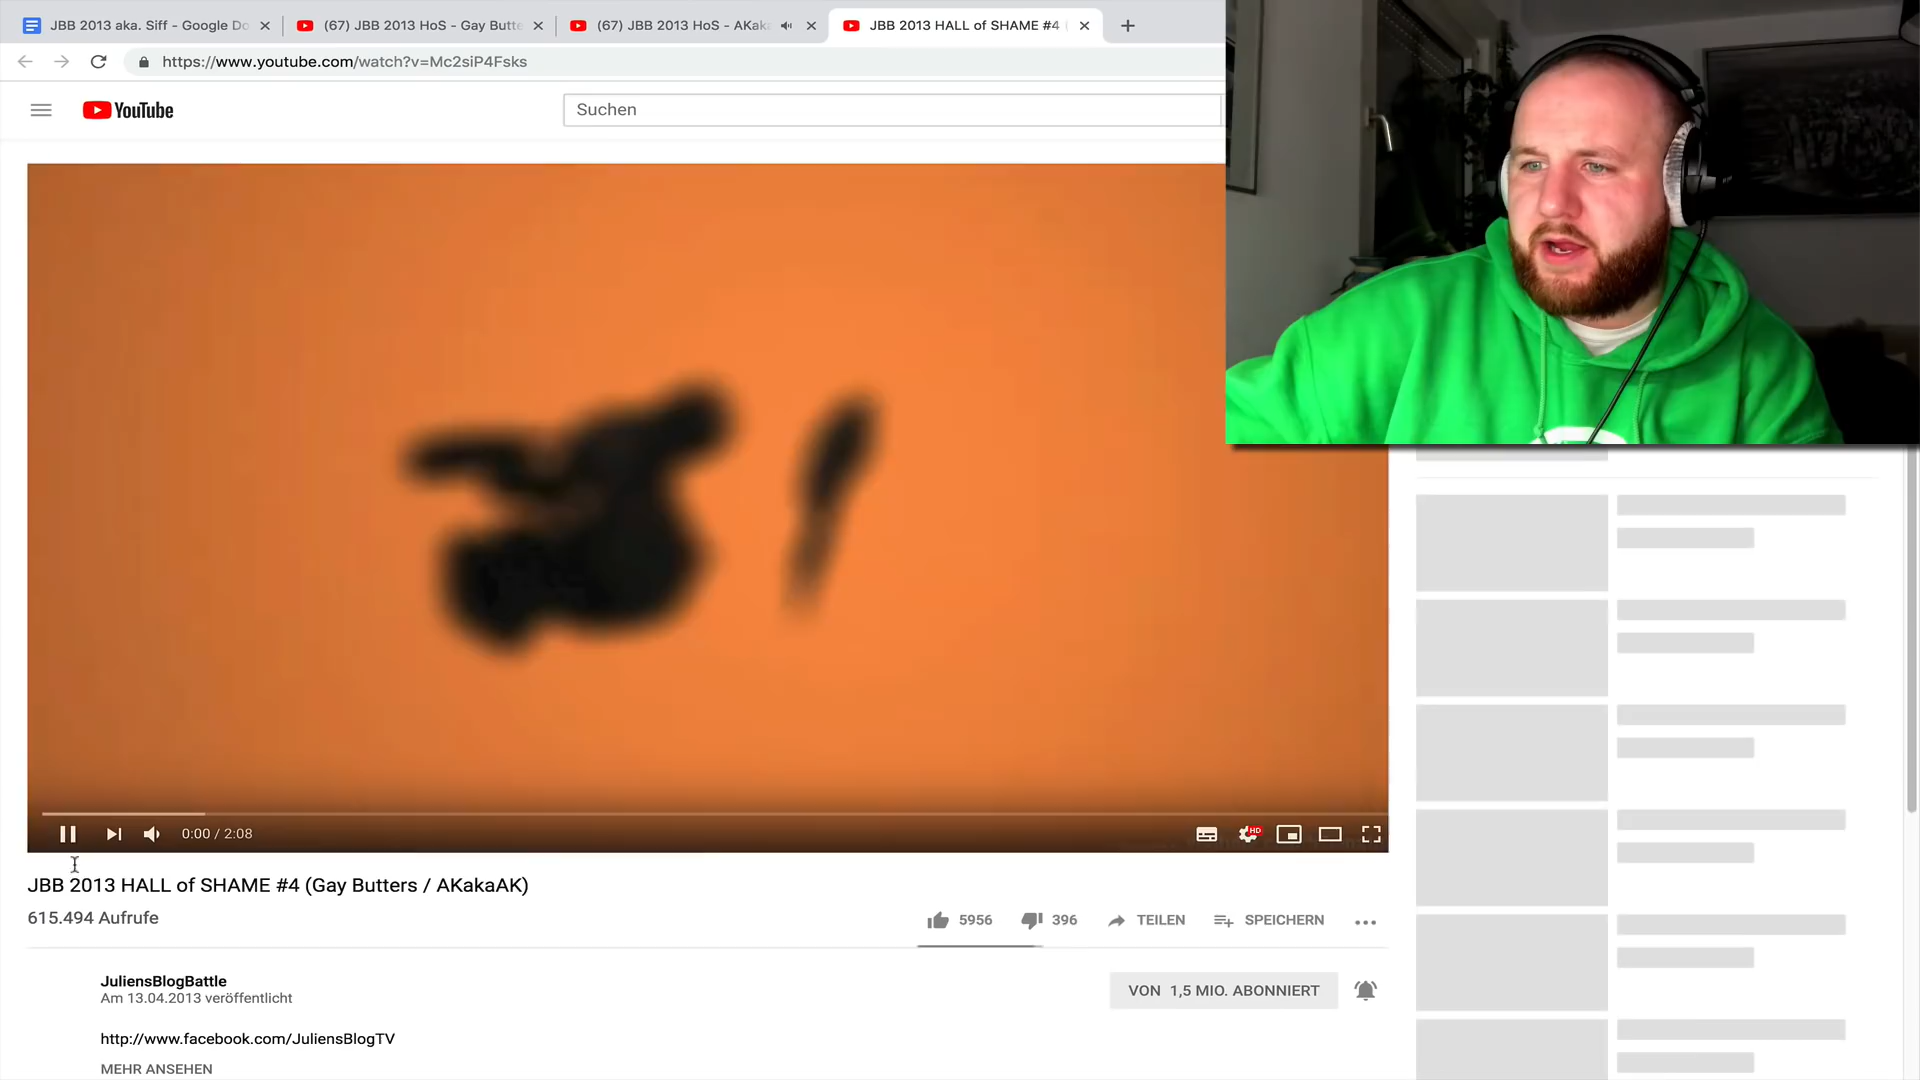 JBB 2013 aka. Siff - Google Do
(67) JBB 2013 HoS - Gay Butte
(67) JBB 2013 HoS - AKak
JBB 2013 HALL of SHAME #4
https://www.youtube.com/watch?v=Mc2siP4Fsks
YouTube
Suchen
0:00 / 2:08
HD
JBB 2013 HALL of SHAME #4 (Gay Butters / AKakaAK)
615.494 Aufrufe
5956
396
TEILEN
SPEICHERN
JuliensBlogBattle
Am 13.04.2013 veröffentlicht
VON 1,5 MIO. ABONNIERT
http://www.facebook.com/JuliensBlogTV
MEHR ANSEHEN